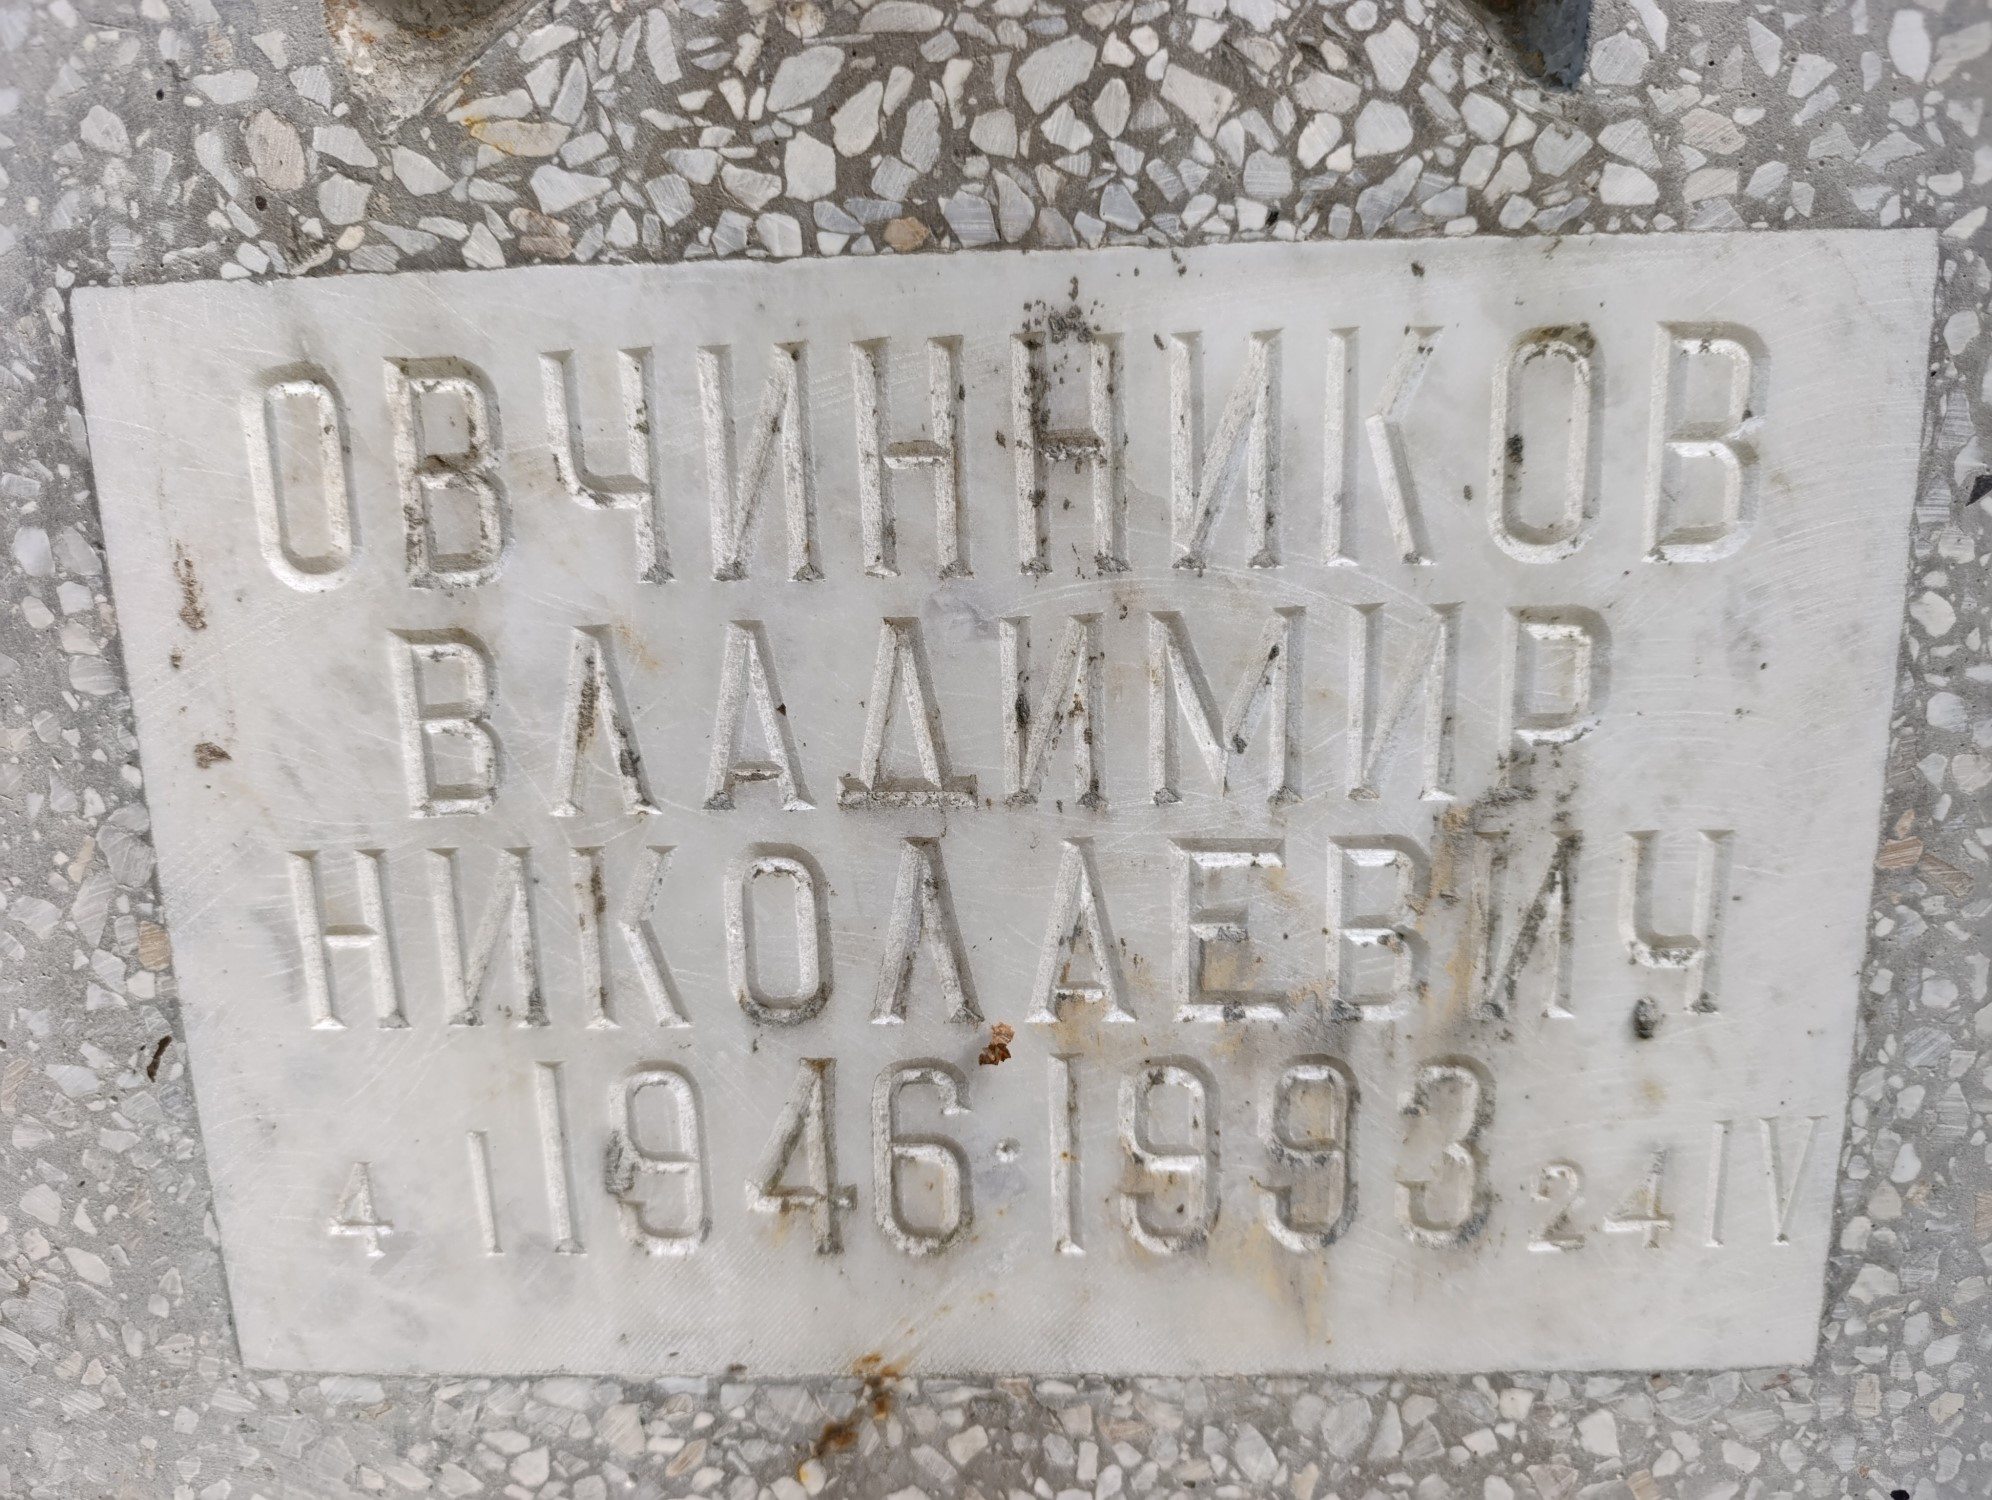 ОВЧИННИКОВ
ВЛАДИМИР
НИКОЛАЕВИЧ
4 I 1946·1993 24 IV